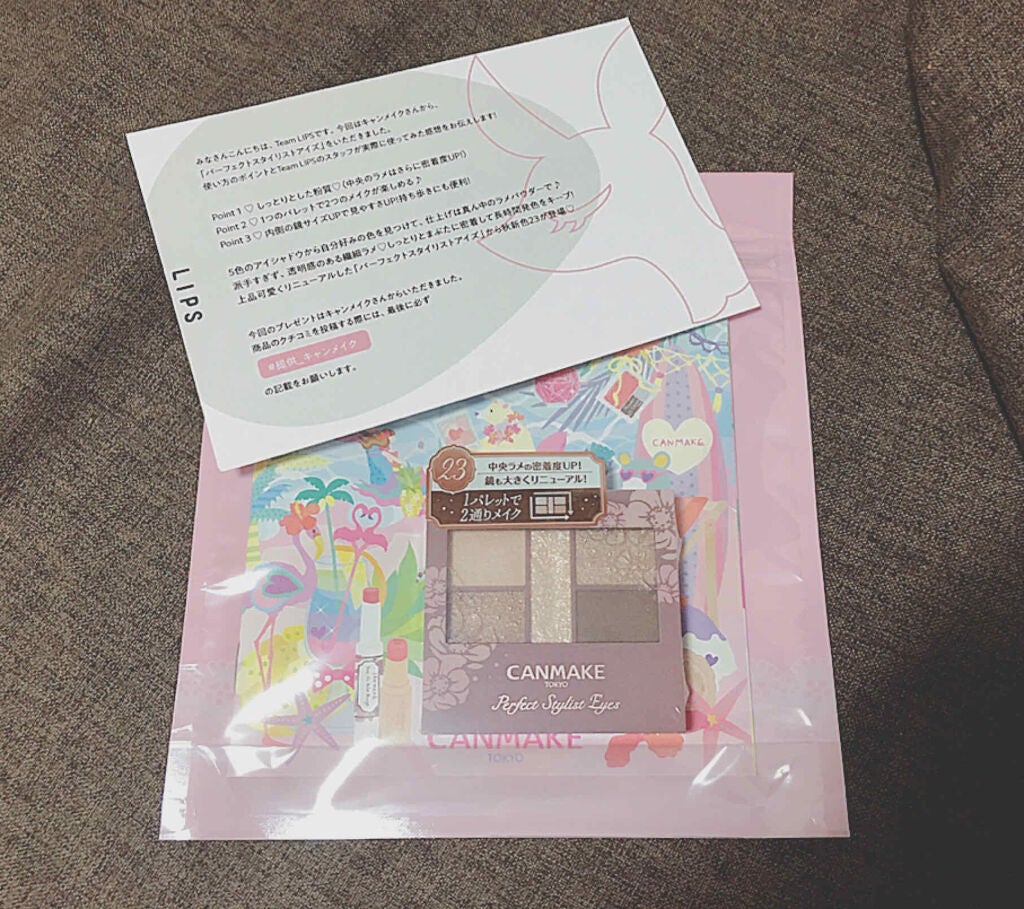 みなさんこんにちは、Team LIPSです。今回はキャンメイクさんから、
「パーフェクトスタイリストアイズ」をいただきました。
使い方のポイントとTeam LIPSのスタッフが実際に使ってみた感想をお伝えします!
Point 1 ♡ しっとりとした粉質♡(中央のラメはさらに密着度UP!)
Point 2 ♡ 1つのパレットで2つのメイクが楽しめる♪
Point 3 ♡ 内側の鏡サイズUPで見やすさUP!持ち歩きにも便利!
5色のアイシャドウから自分好みの色を見つけて、仕上げは真ん中のラメパウダーで♪
派手すぎず、透明感のある繊細ラメ♡しっとりとまぶたに密着して長時間発色をキープ!
上品可愛くリニューアルした「パーフェクトスタイリストアイズ」から秋新色23が登場♡
今回のプレゼントはキャンメイクさんからいただきました。
商品のクチコミを投稿する際には、最後に必ず
#提供_キャンメイク
の記載をお願いします。
LIPS
CANMAKE
23
中央ラメの密着度UP!
鏡も大きくリニューアル!
1パレットで
2通りメイク
CANMAKE
TOKYO
Perfect Stylist Eyes
CANMAKE
TOKYO